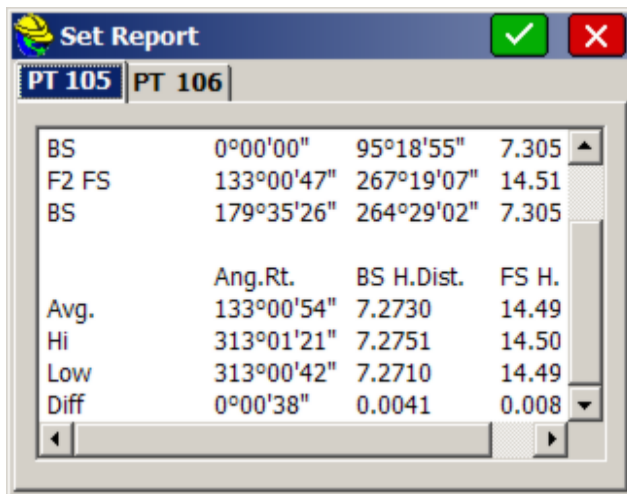 Set Report
PT 105 PT 106
BS 0°00'00" 95°18'55" 7.305
F2 FS 133°00'47" 267°19'07" 14.51
BS 179°35'26" 264°29'02" 7.305
Ang.Rt. BS H.Dist. FS H.
Avg. 133°00'54" 7.2730 14.49
Hi 313°01'21" 7.2751 14.50
Low 313°00'42" 7.2710 14.49
Diff 0°00'38" 0.0041 0.008